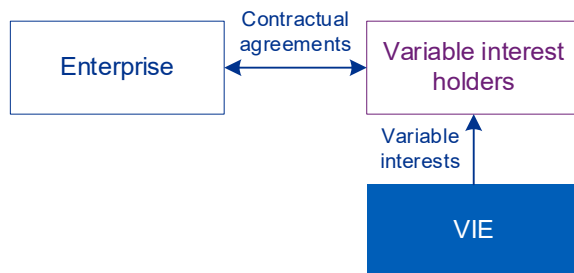 Contractual
agreements
Enterprise
Variable interest
holders
Variable
interests
VIE